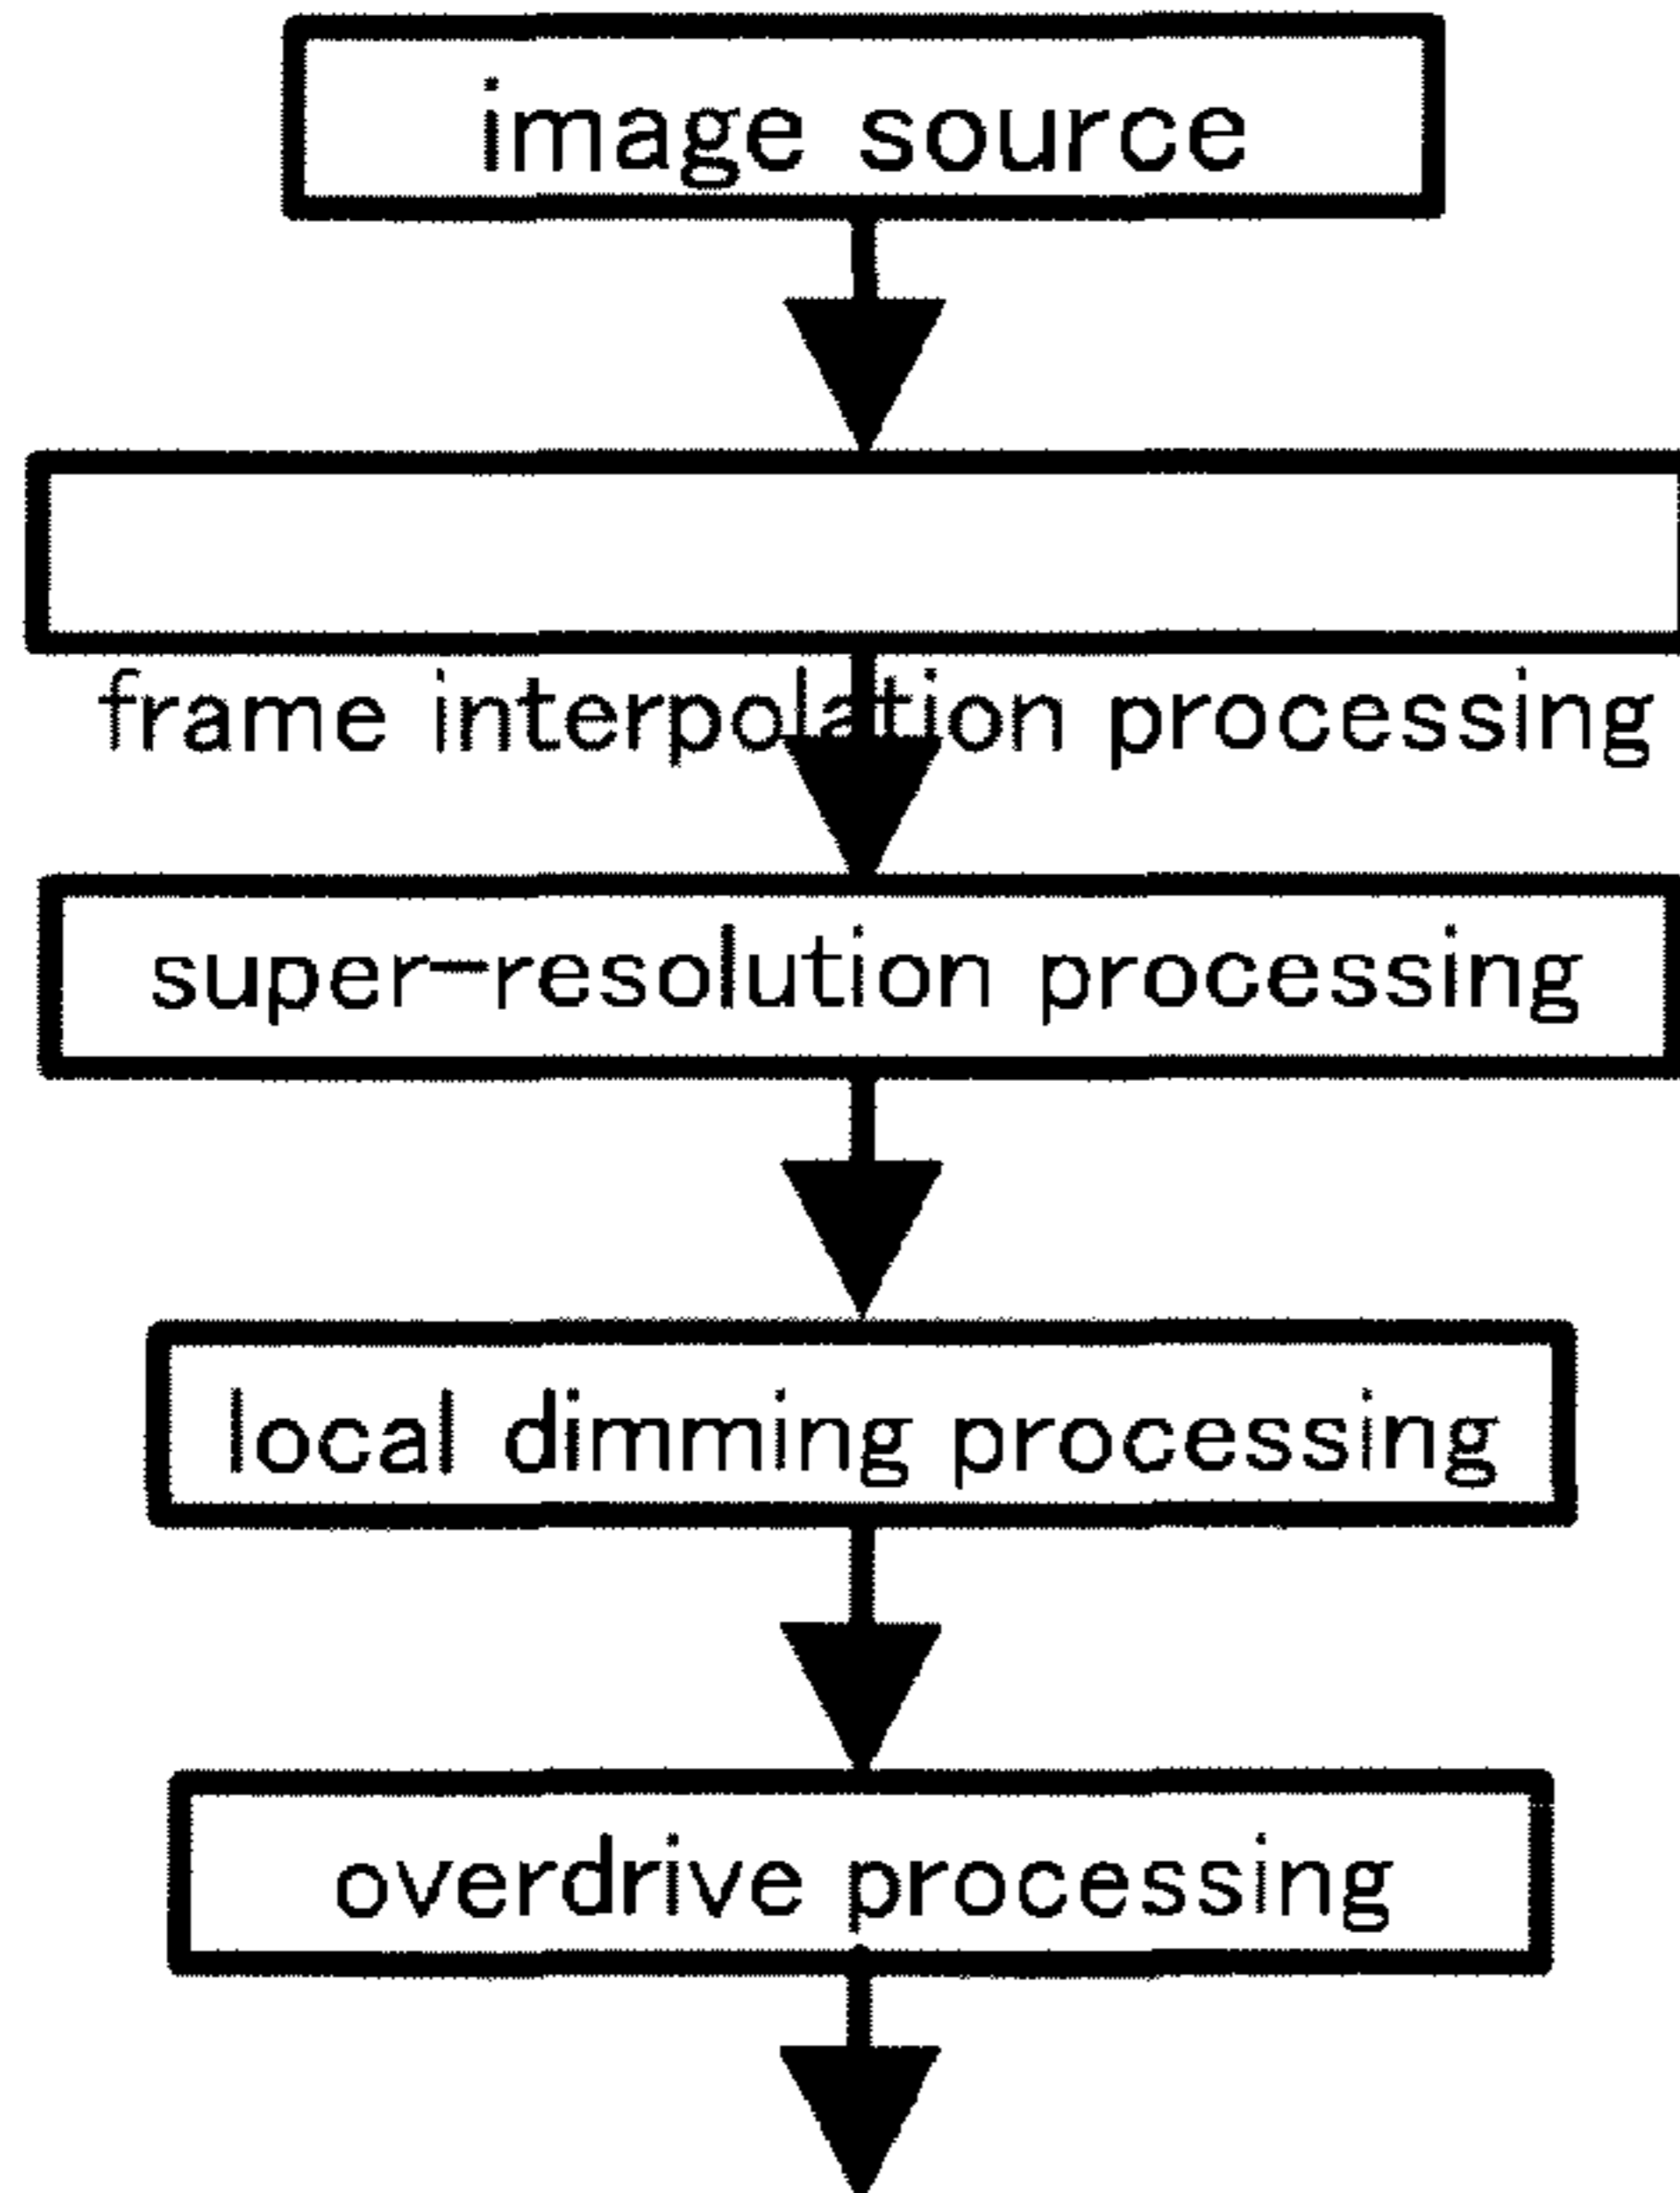 image source
frame interpolation processing
super-resolution processing
local dimming processing
overdrive processing